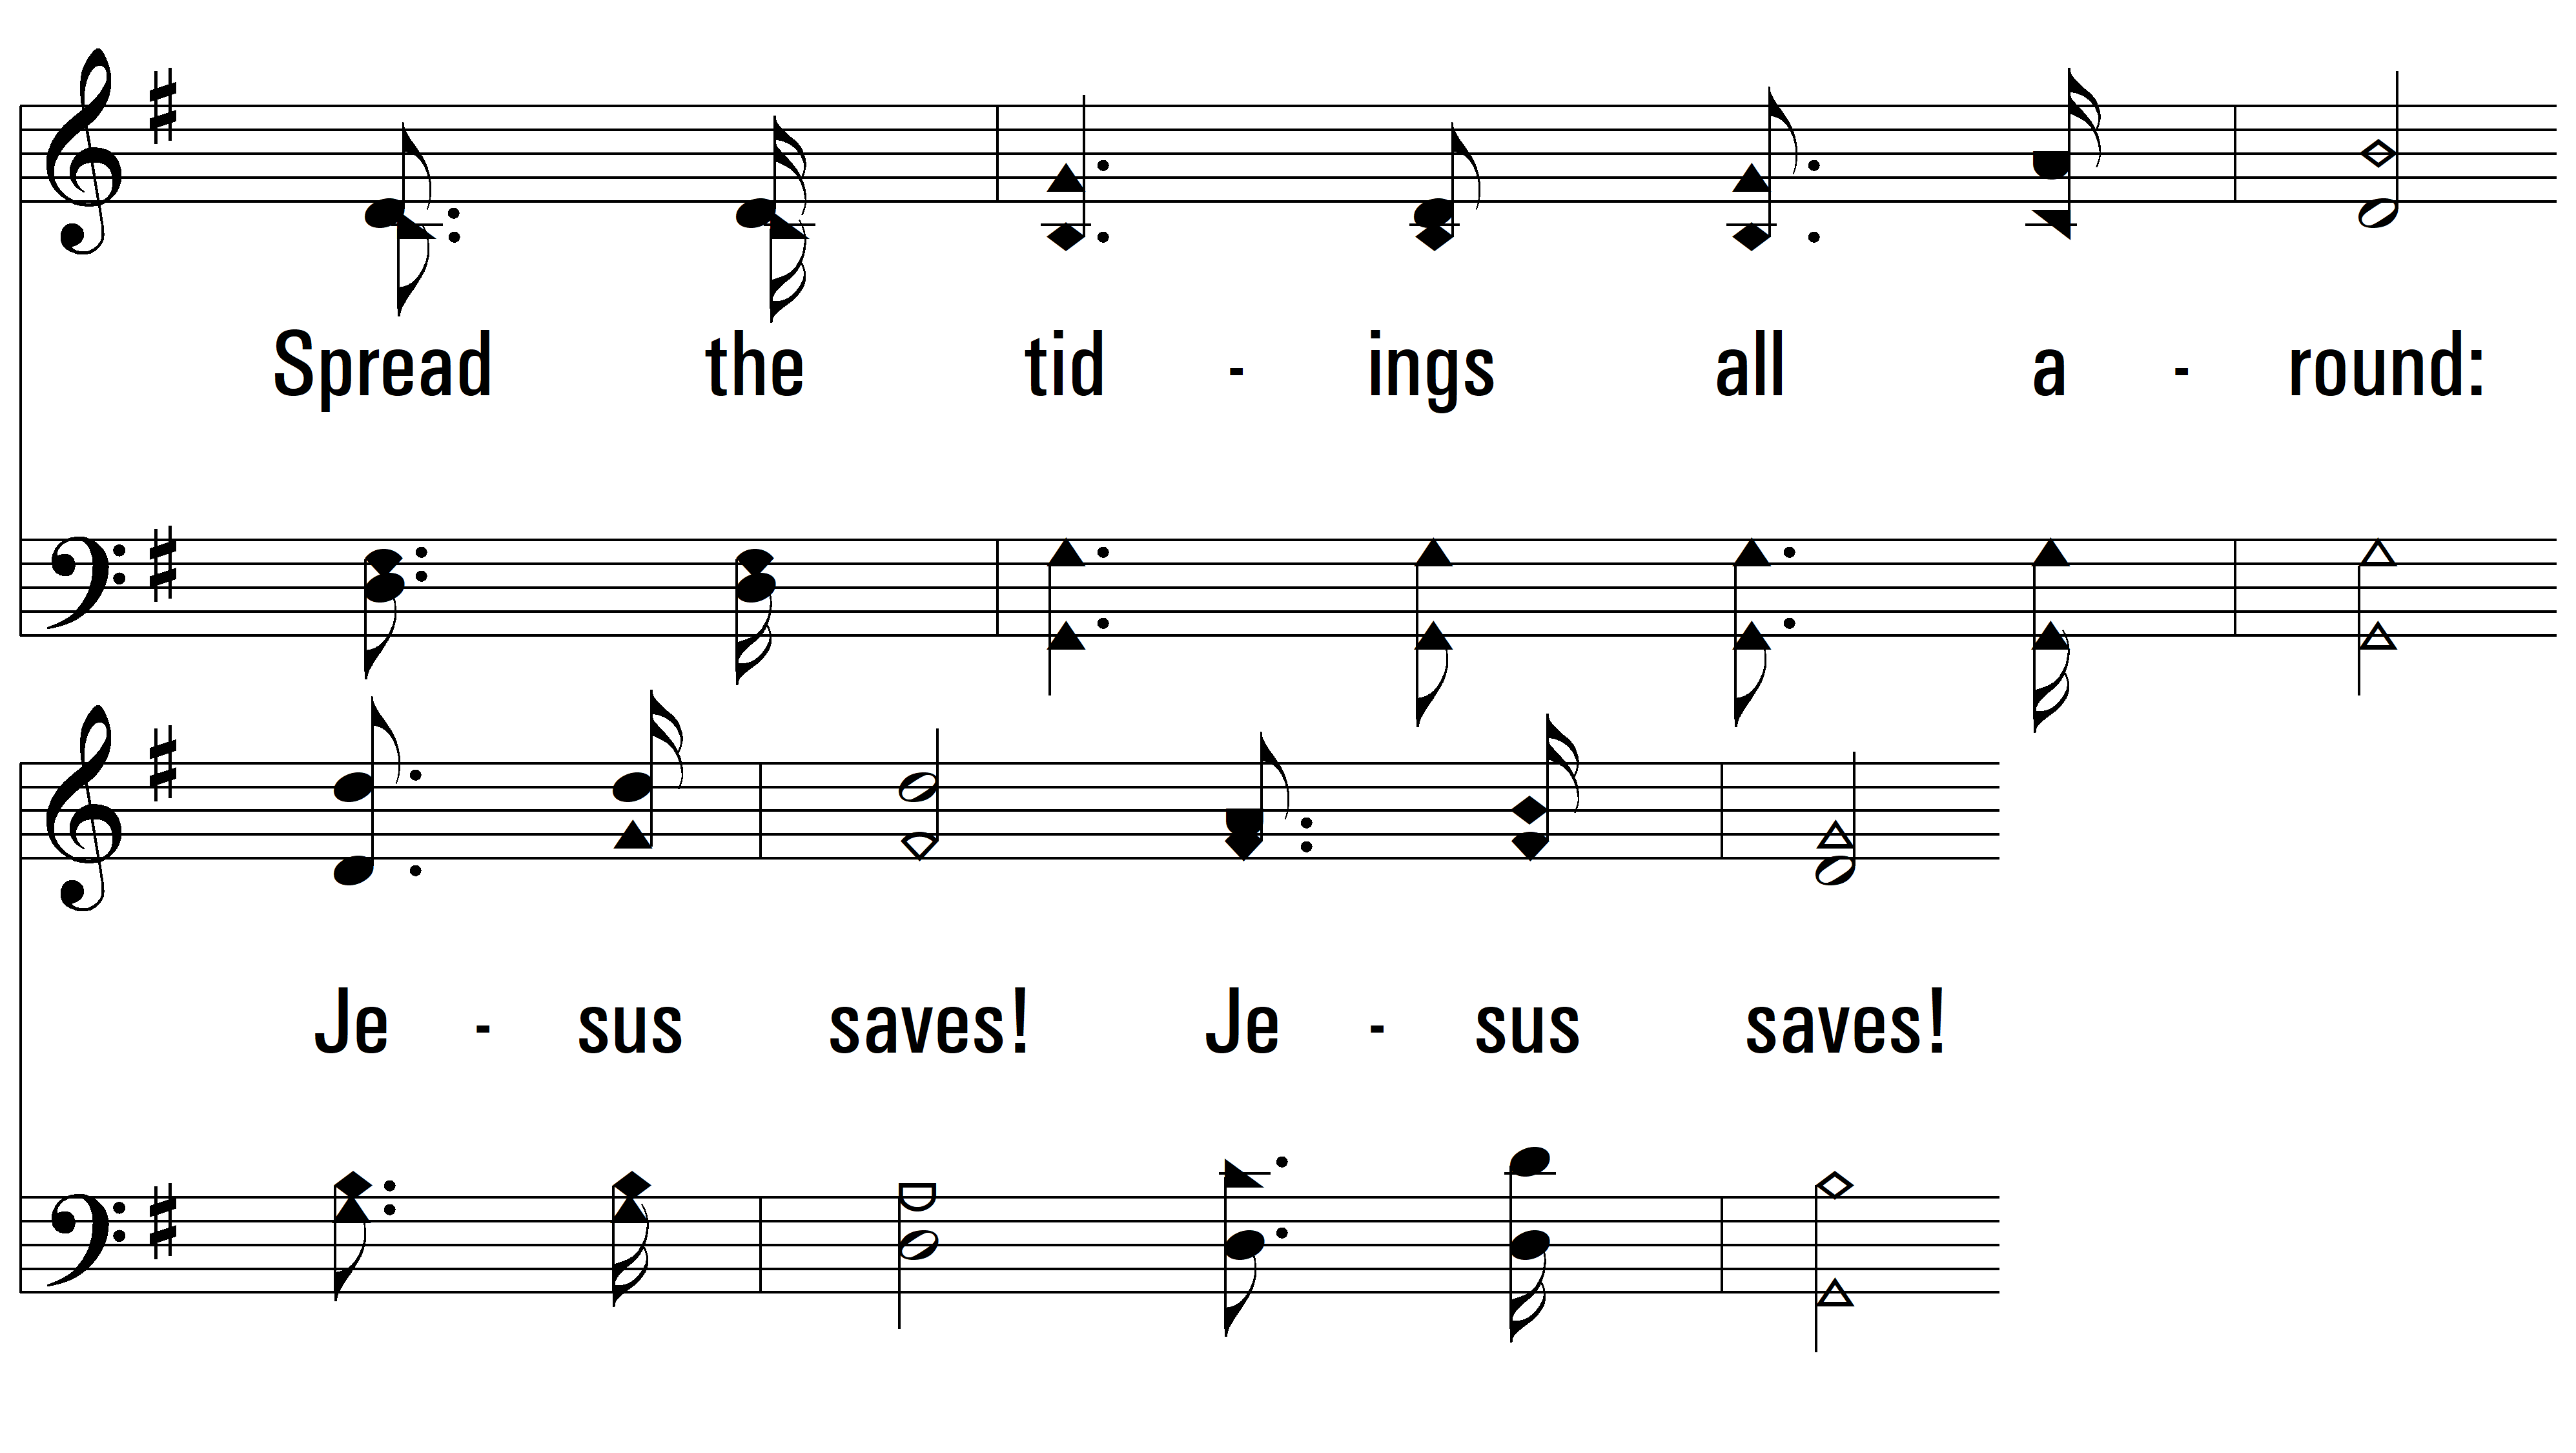 Spread the tid - ings all a - round:
Je - sus saves! Je - sus saves!